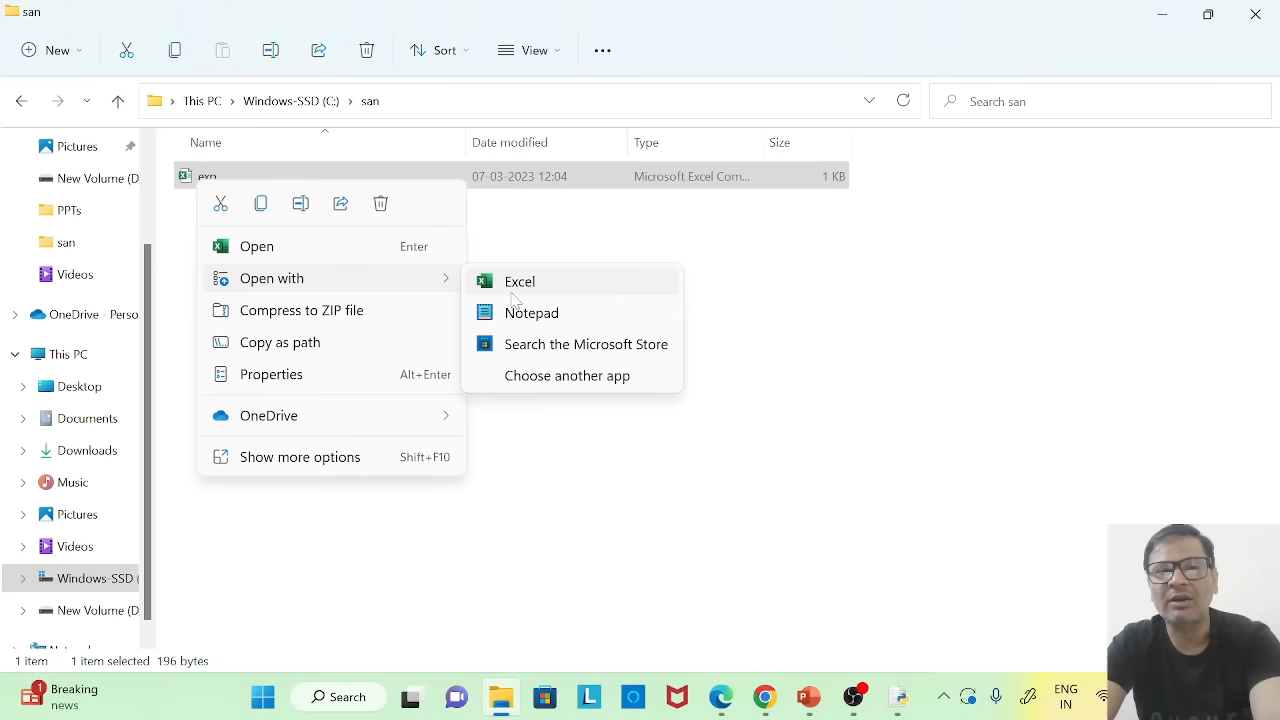 san
New
Sort
View
This PC
Windows-SSD (C:)
san
Search san
Name
Date modified
Type
Size
exp
07-03-2023 12:04
Microsoft Excel Com...
1 KB
Pictures
New Volume (D
PPTs
san
Videos
OneDrive - Perso
This PC
Desktop
Documents
Downloads
Music
Pictures
Videos
Windows-SSD (
New Volume (D
Open
Enter
Open with
Compress to ZIP file
Copy as path
Properties
Alt+Enter
OneDrive
Show more options
Shift+F10
Excel
Notepad
Search the Microsoft Store
Choose another app
1 item
1 item selected
196 bytes
1
Breaking
news
Search
ENG
IN